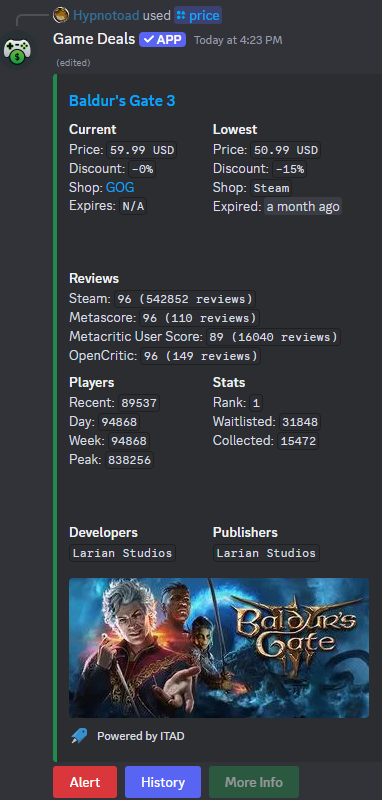 Hypnotoad used price
Game Deals APP Today at 4:23 PM
(edited)
Baldur's Gate 3
Current Lowest
Price: 59.99 USD Price: 50.99 USD
Discount: -0% Discount: -15%
Shop: GOG Shop: Steam
Expires: N/A Expired: a month ago
Reviews
Steam: 96 (542852 reviews)
Metascore: 96 (110 reviews)
Metacritic User Score: 89 (16040 reviews)
OpenCritic: 96 (149 reviews)
Players Stats
Recent: 89537 Rank: 1
Day: 94868 Waitlisted: 31848
Week: 94868 Collected: 15472
Peak: 838256
Developers Publishers
Larian Studios Larian Studios
Baldur's
Gate
Powered by ITAD
Alert History More Info